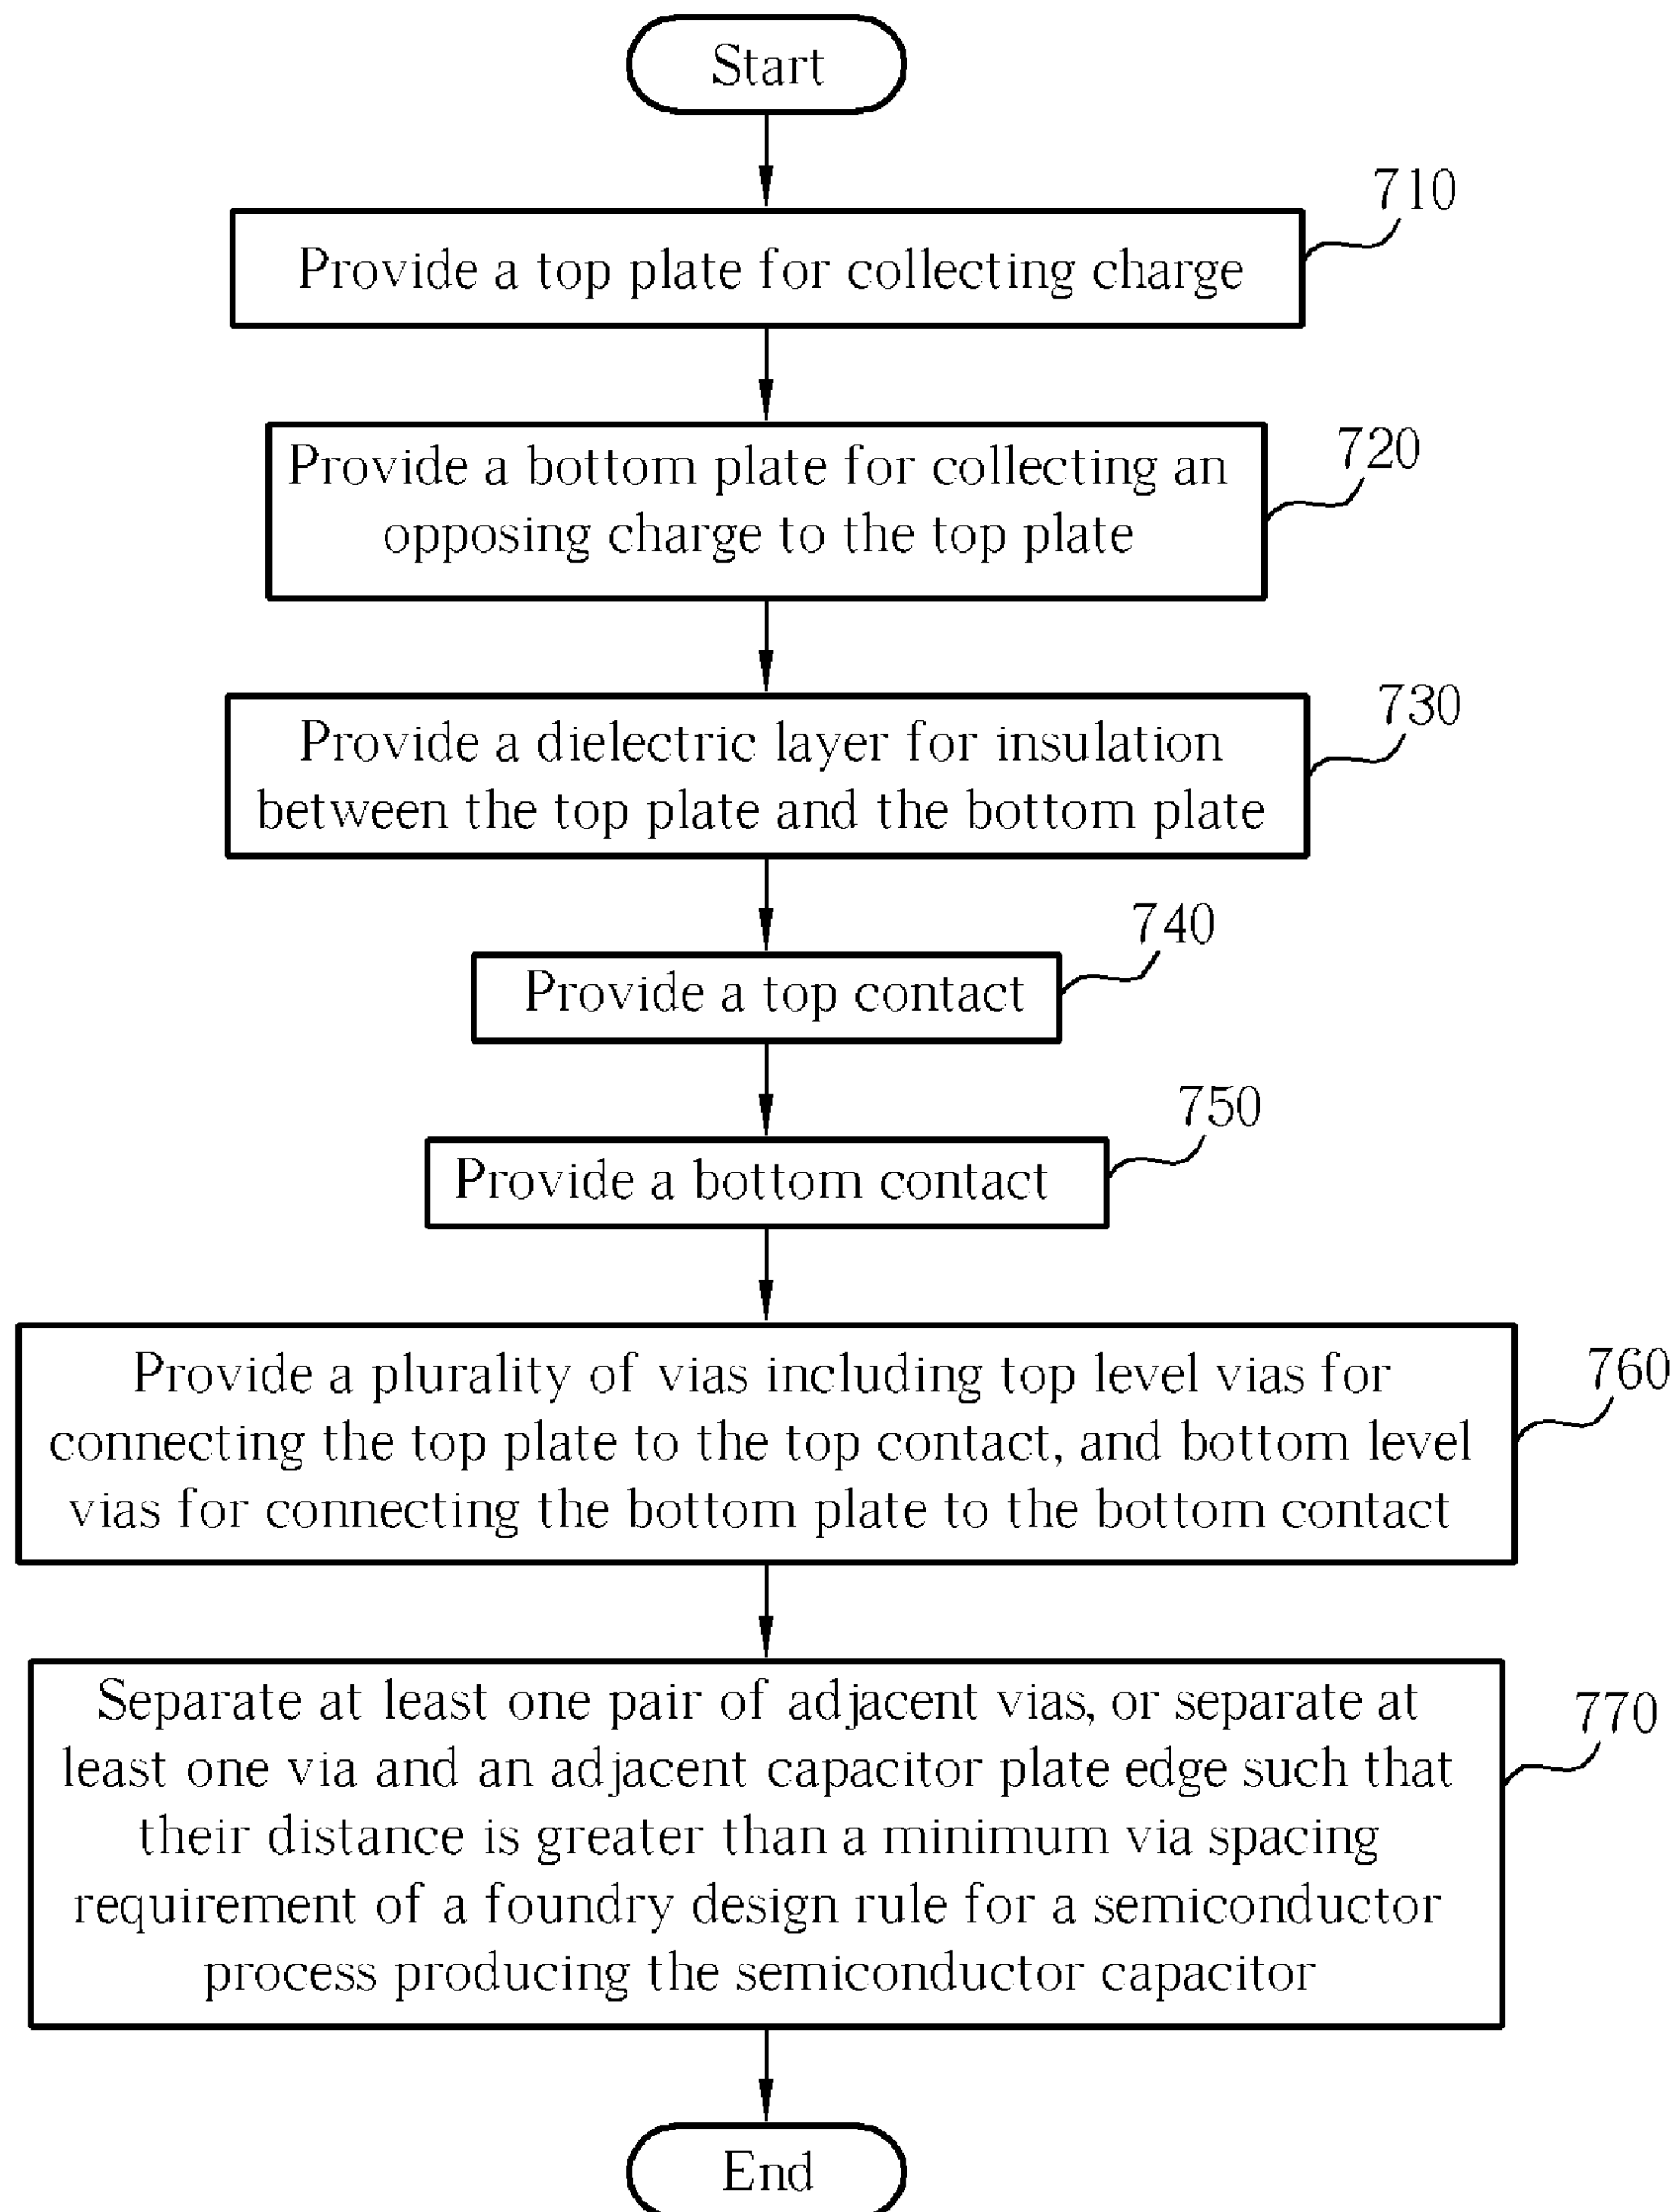 Start
710
Provide a top plate for collecting charge
720
Provide a bottom plate for collecting an
opposing charge to the top plate
730
Provide a dielectric layer for insulation
between the top plate and the bottom plate
740
Provide a top contact
750
Provide a bottom contact
760
Provide a plurality of vias including top level vias for
connecting the top plate to the top contact, and bottom level
vias for connecting the bottom plate to the bottom contact
770
Separate at least one pair of adjacent vias, or separate at
least one via and an adjacent capacitor plate edge such that
their distance is greater than a minimum via spacing
requirement of a foundry design rule for a semiconductor
process producing the semiconductor capacitor
End